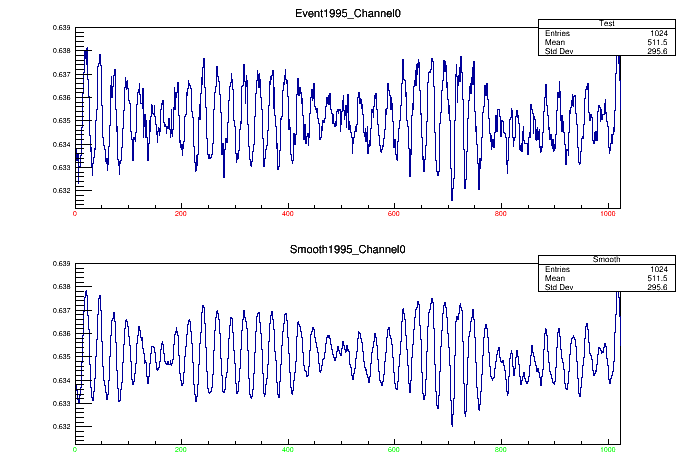 Event1995_Channel0
Test
Entries 1024
Mean 511.5
Std Dev 295.6
0.639
0.638
0.637
0.636
0.635
0.634
0.633
0.632
0 200 400 600 800 1000
Smooth1995_Channel0
Smooth
Entries 1024
Mean 511.5
Std Dev 295.6
0.639
0.638
0.637
0.636
0.635
0.634
0.633
0.632
0 200 400 600 800 1000